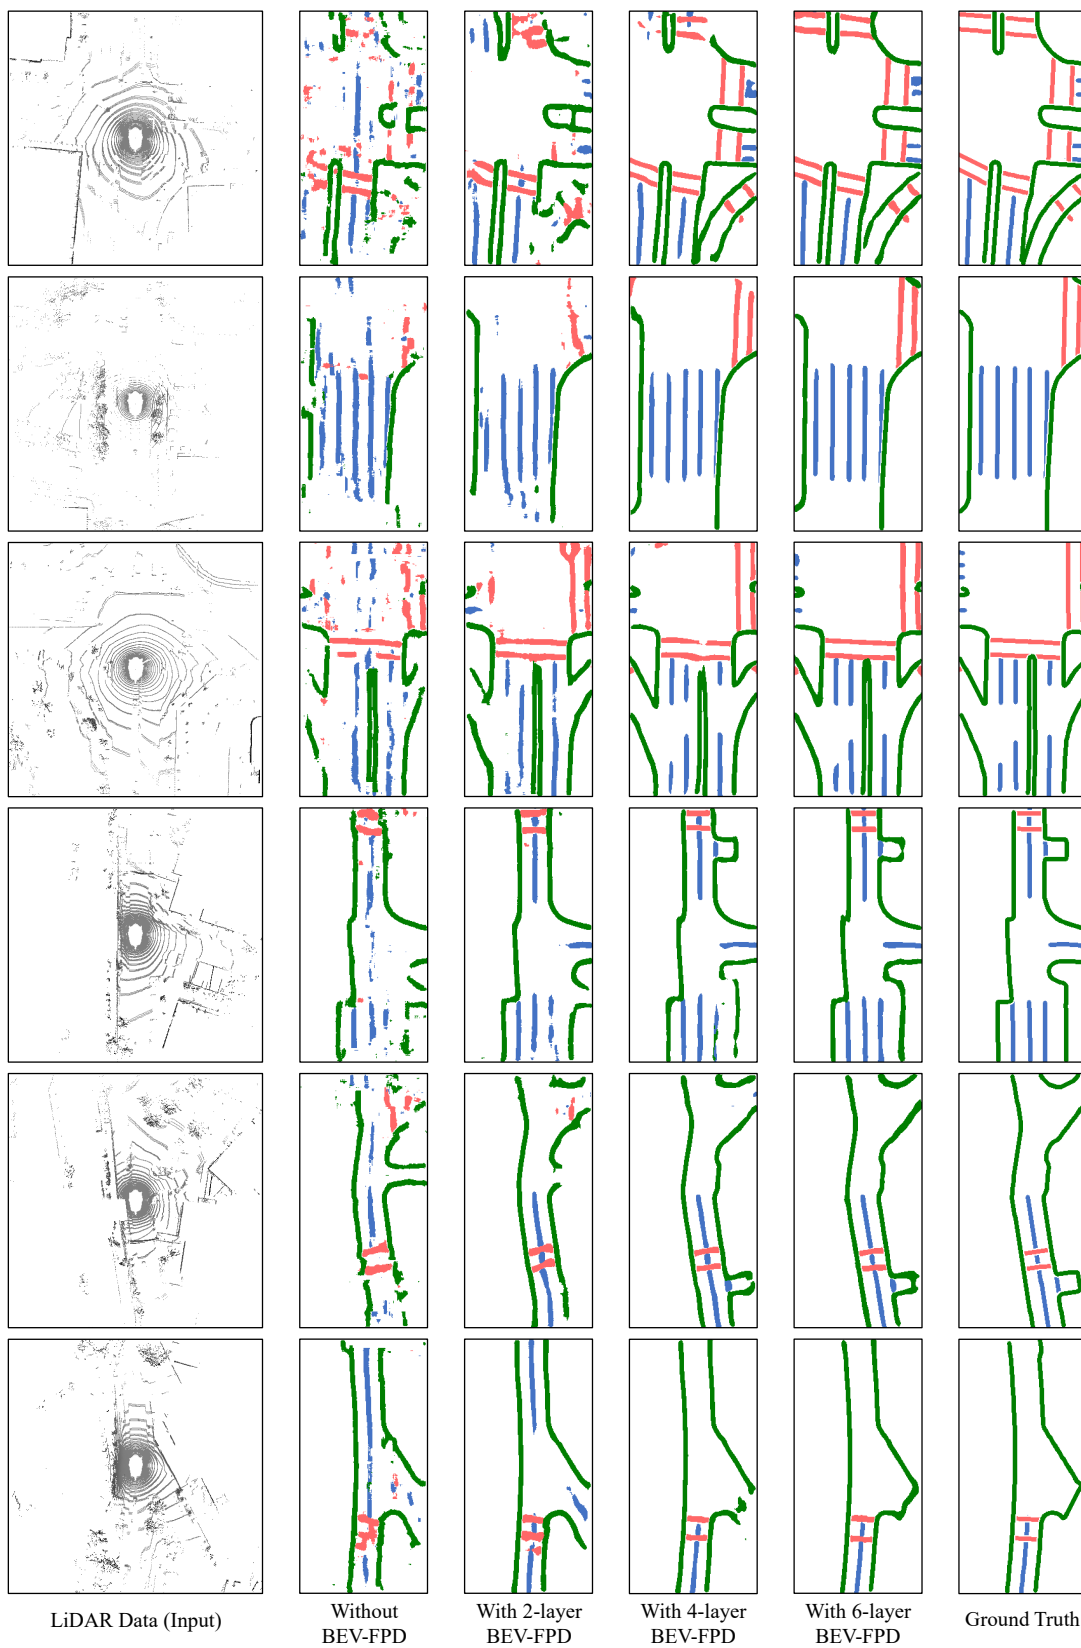 LiDAR Data (Input)
Without
BEV-FPD
With 2-layer
BEV-FPD
With 4-layer
BEV-FPD
With 6-layer
BEV-FPD
Ground Truth